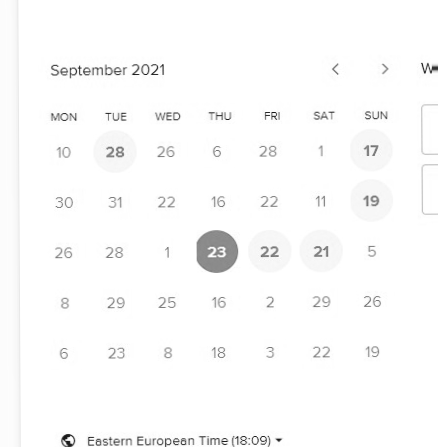 September 2021
MON TUE WED THU FRI SAT SUN
10 28 26 6 28 1 17
30 31 22 16 22 11 19
26 28 1 23 22 21 5
8 29 25 16 2 29 26
6 23 8 18 3 22 19
Eastern European Time (18:09)